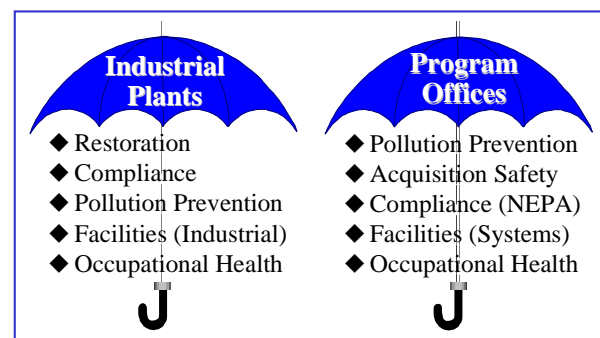 Industrial
Plants
◆ Restoration
◆ Compliance
◆ Pollution Prevention
◆ Facilities (Industrial)
◆ Occupational Health
Program
Offices
◆ Pollution Prevention
◆ Acquisition Safety
◆ Compliance (NEPA)
◆ Facilities (Systems)
◆ Occupational Health